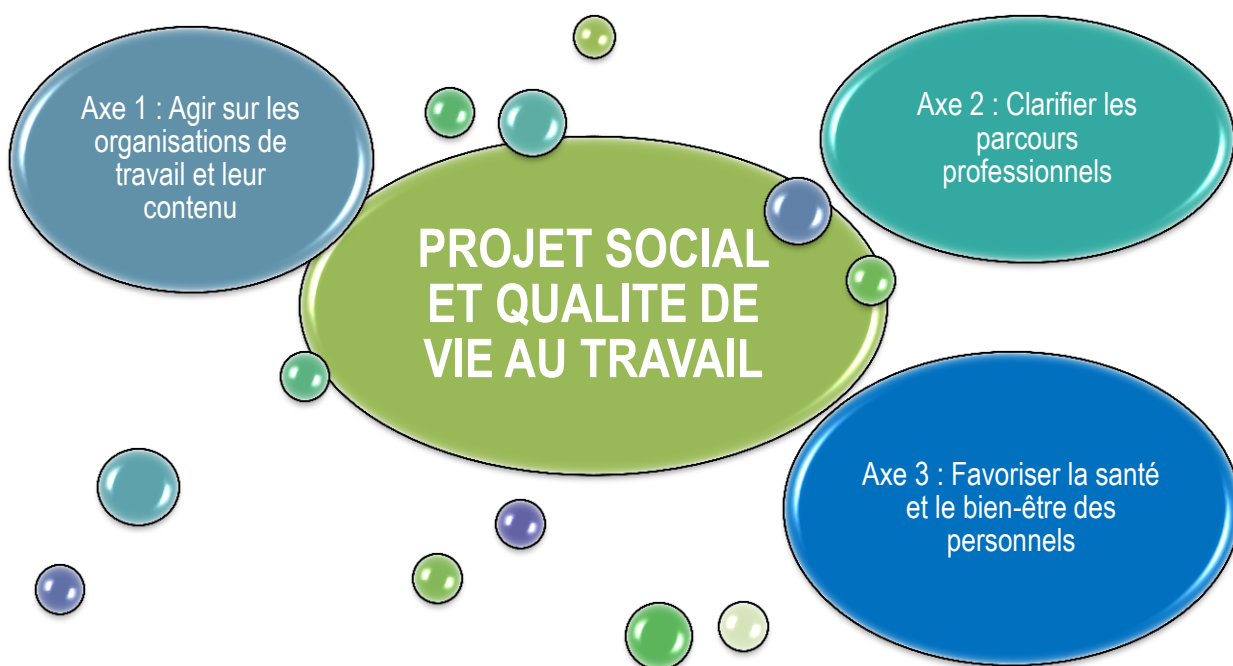 Axe 1 : Agir sur les
organisations de
travail et leur
contenu
Axe 2 : Clarifier les
parcours
professionnels
PROJET SOCIAL
ET QUALITE DE
VIE AU TRAVAIL
Axe 3 : Favoriser la santé
et le bien-être des
personnels